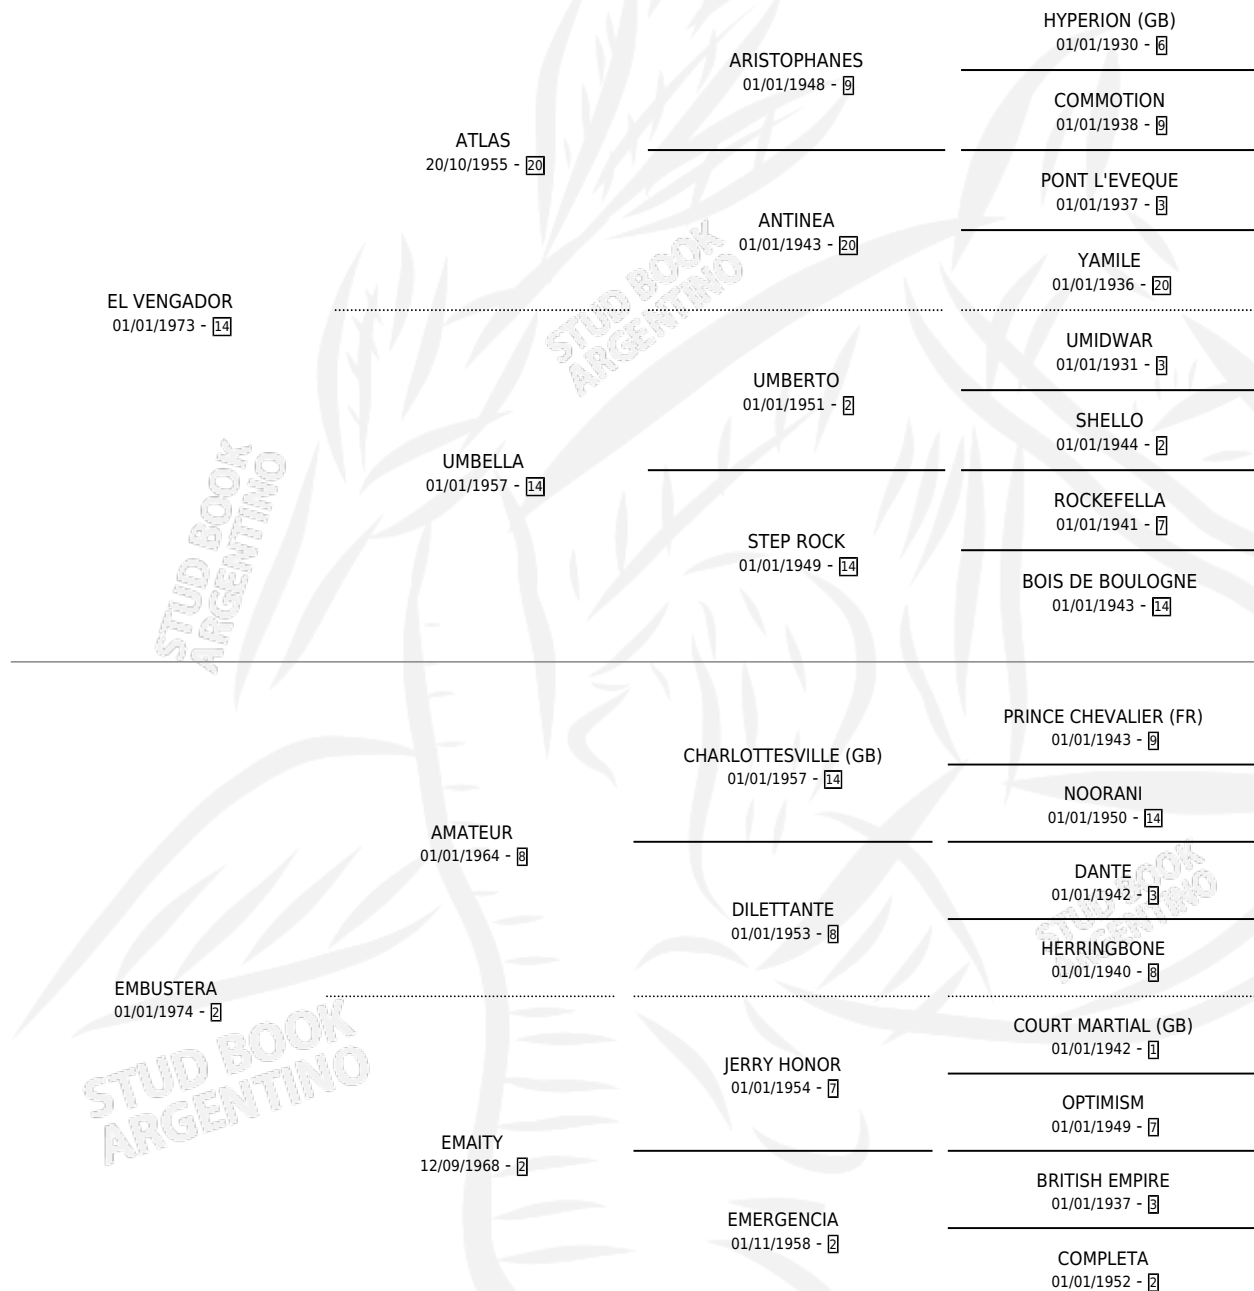 HYPERION (GB)
01/01/1930 - 6
ARISTOPHANES
01/01/1948 - 9
COMMOTION
01/01/1938 - 9
ATLAS
20/10/1955 - 20
PONT L'EVEQUE
01/01/1937 - 3
ANTINEA
01/01/1943 - 20
YAMILE
01/01/1936 - 20
EL VENGADOR
01/01/1973 - 14
UMIDWAR
01/01/1931 - 3
UMBERTO
01/01/1951 - 2
SHELLO
01/01/1944 - 2
UMBELLA
01/01/1957 - 14
ROCKEFELLA
01/01/1941 - 7
STEP ROCK
01/01/1949 - 14
BOIS DE BOULOGNE
01/01/1943 - 14
PRINCE CHEVALIER (FR)
01/01/1943 - 9
CHARLOTTESVILLE (GB)
01/01/1957 - 14
NOORANI
01/01/1950 - 14
AMATEUR
01/01/1964 - 8
DANTE
01/01/1942 - 3
DILETTANTE
01/01/1953 - 8
HERRINGBONE
01/01/1940 - 8
EMBUSTERA
01/01/1974 - 2
COURT MARTIAL (GB)
01/01/1942 - 1
JERRY HONOR
01/01/1954 - 7
OPTIMISM
01/01/1949 - 7
EMAITY
12/09/1968 - 2
BRITISH EMPIRE
01/01/1937 - 3
EMERGENCIA
01/11/1958 - 2
COMPLETA
01/01/1952 - 2
STUD BOOK
ARGENTINO
STUD BOOK
ARGENTINO
STUD BOOK
ARGENTINO
STUD BOOK
ARGENTINO